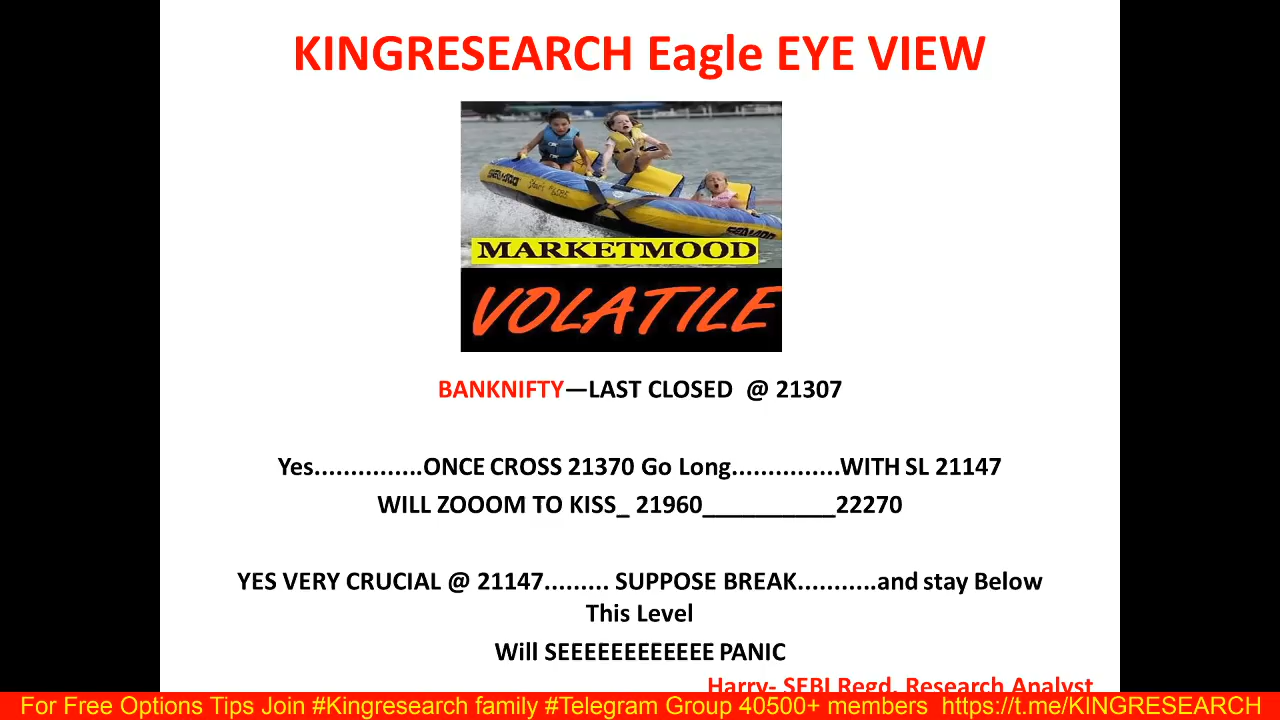 KINGRESEARCH Eagle EYE VIEW
MARKETMOOD
VOLATILE
BANKNIFTY—LAST CLOSED @ 21307
Yes...............ONCE CROSS 21370 Go Long...............WITH SL 21147
WILL ZOOOM TO KISS_ 21960__________22270
YES VERY CRUCIAL @ 21147......... SUPPOSE BREAK...........and stay Below
This Level
Will SEEEEEEEEEEEE PANIC
Harry- SEBI Regd. Research Analyst
For Free Options Tips Join #Kingresearch family #Telegram Group 40500+ members https://t.me/KINGRESEARCH